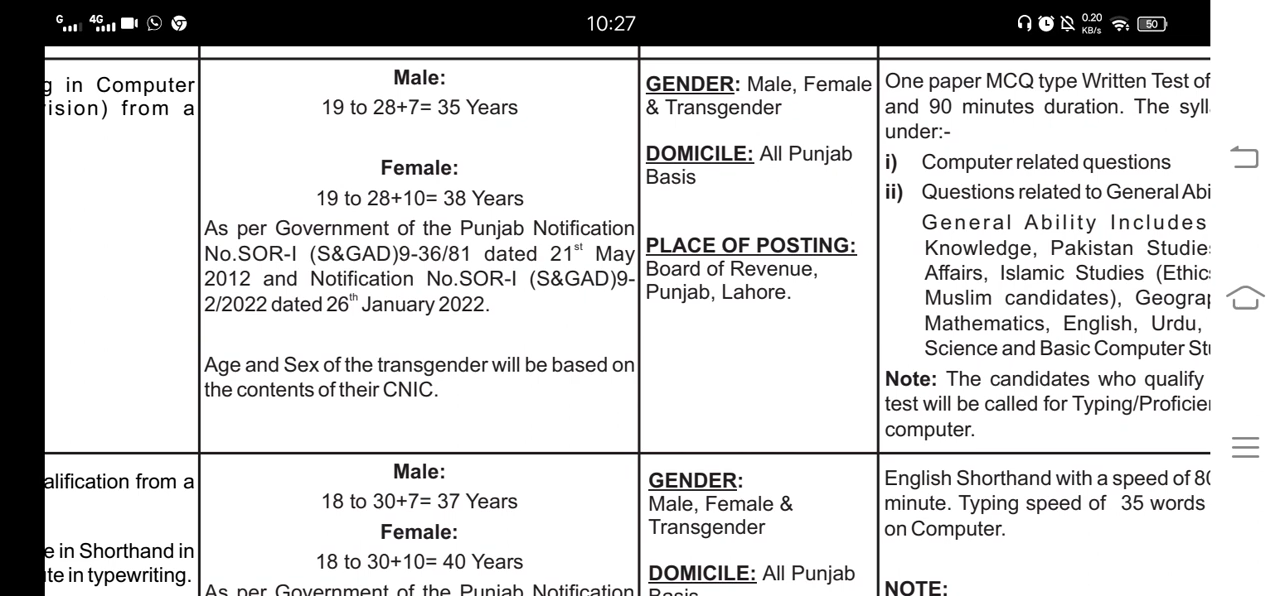 G 4G 10:27 0.20 KB/s 50
in Computer
ision) from a
Male:
19 to 28+7= 35 Years
Female:
19 to 28+10= 38 Years
As per Government of the Punjab Notification
No.SOR-I (S&GAD)9-36/81 dated 21st May
2012 and Notification No.SOR-I (S&GAD)9-
2/2022 dated 26th January 2022.
Age and Sex of the transgender will be based on
the contents of their CNIC.
GENDER: Male, Female
& Transgender
DOMICILE: All Punjab
Basis
PLACE OF POSTING:
Board of Revenue,
Punjab, Lahore.
One paper MCQ type Written Test of
and 90 minutes duration. The syll
under:-
i) Computer related questions
ii) Questions related to General Abi
General Ability Includes
Knowledge, Pakistan Studie
Affairs, Islamic Studies (Ethic
Muslim candidates), Geograp
Mathematics, English, Urdu,
Science and Basic Computer St
Note: The candidates who qualify
test will be called for Typing/Proficie
computer.
alification from a
e in Shorthand in
te in typewriting.
Male:
18 to 30+7= 37 Years
Female:
18 to 30+10= 40 Years
As per Government of the Punjab Notification
GENDER:
Male, Female &
Transgender
DOMICILE: All Punjab
Basis
English Shorthand with a speed of 80
minute. Typing speed of 35 words
on Computer.
NOTE: